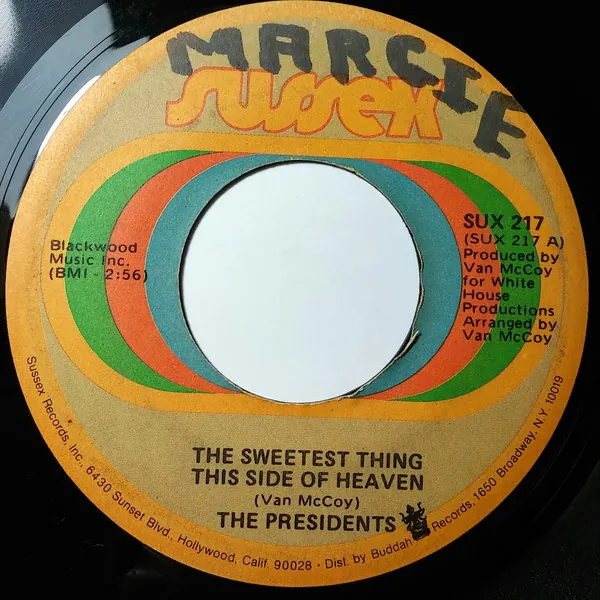 MARCIE
sussex
Blackwood
Music Inc.
(BMI - 2:56)
SUX 217
(SUX 217 A)
Produced by
Van McCoy
for White
House
Productions
Arranged by
Van McCoy
THE SWEETEST THING
THIS SIDE OF HEAVEN
(Van McCoy)
THE PRESIDENTS
Sussex Records, Inc., 6430 Sunset Blvd., Hollywood, Calif. 90028 - Dist. by Buddah Records, 1650 Broadway, N.Y. 10019